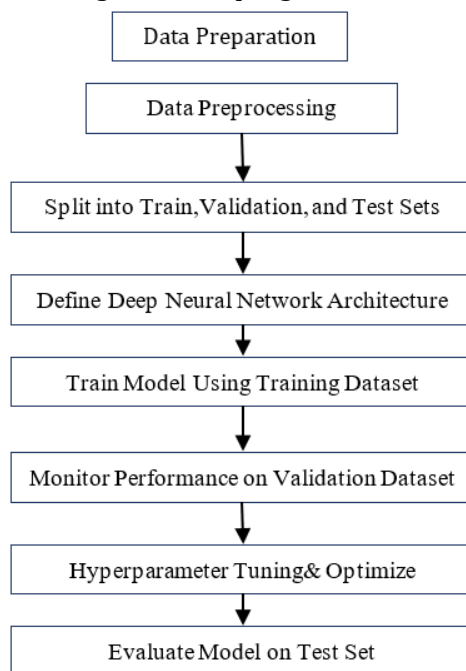 Data Preparation
Data Preprocessing
Split into Train,Validation, and Test Sets
Define Deep Neural Network Architecture
Train Model Using Training Dataset
Monitor Performance on Validation Dataset
Hyperparameter Tuning& Optimize
Evaluate Model on Test Set